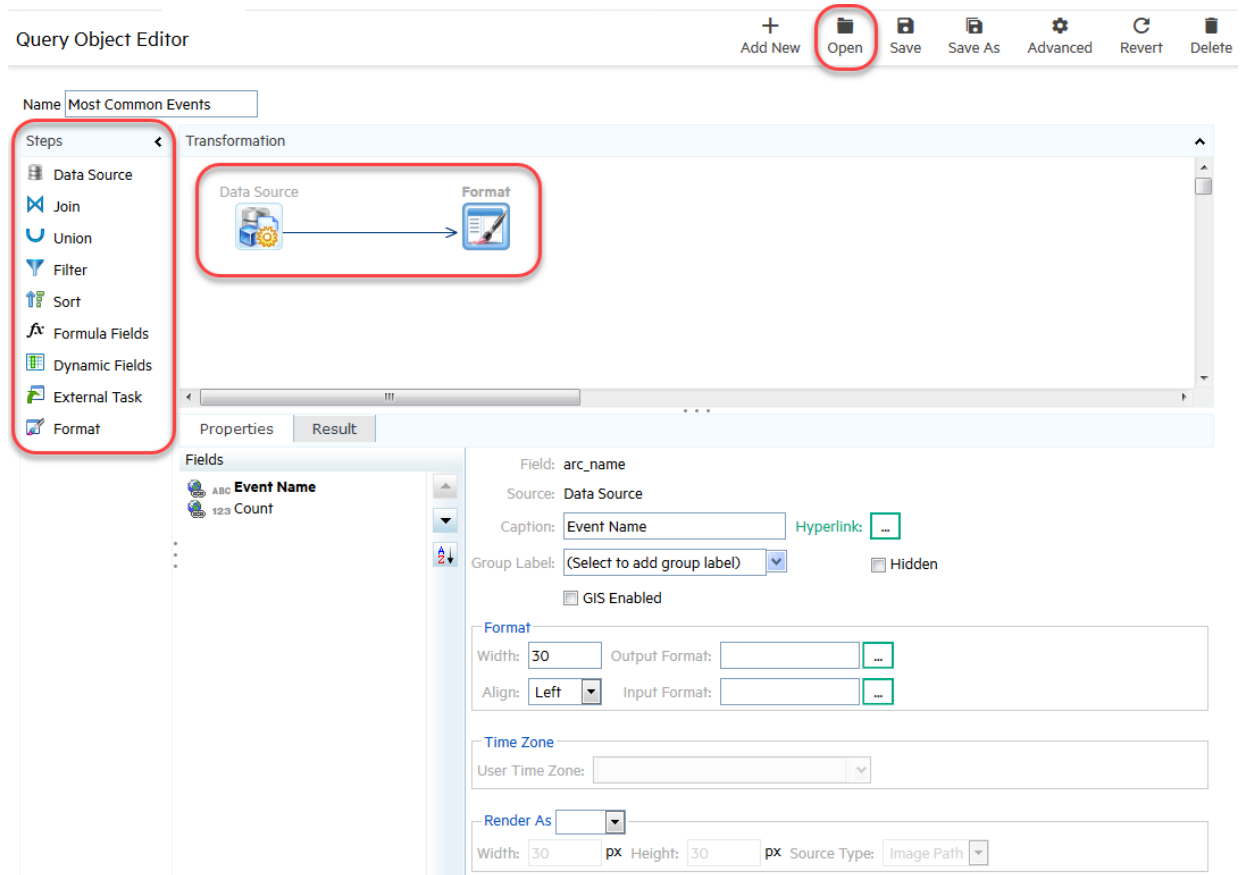 Query Object Editor
Add New Open Save Save As Advanced Revert Delete
Name Most Common Events
Steps
Transformation
Data Source
Join
Union
Filter
Sort
fx Formula Fields
Dynamic Fields
External Task
Format
Data Source Format
Properties Result
Fields
ABC Event Name
123 Count
A
Z
Field: arc_name
Source: Data Source
Caption: Event Name Hyperlink: ...
Group Label: (Select to add group label) Hidden
GIS Enabled
Format
Width: 30 Output Format: ...
Align: Left Input Format: ...
Time Zone
User Time Zone:
Render As
Width: 30 px Height: 30 px Source Type: Image Path